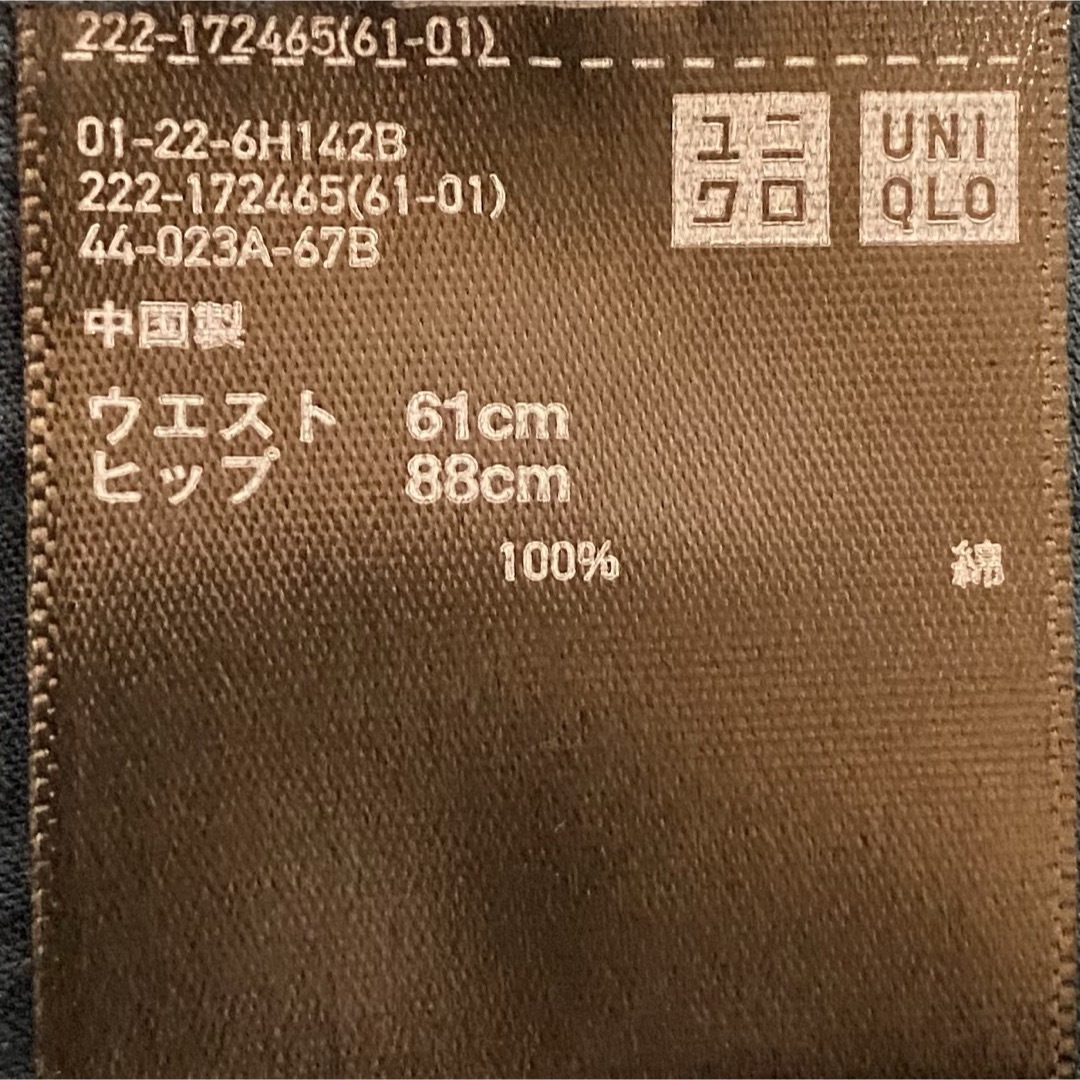 222-172465(61-01)
01-22-6H142B
222-172465(61-01)
44-023A-67B
ユニ
クロ
UNI
QLO
中国製
ウエスト 61cm
ヒップ 88cm
100% 綿